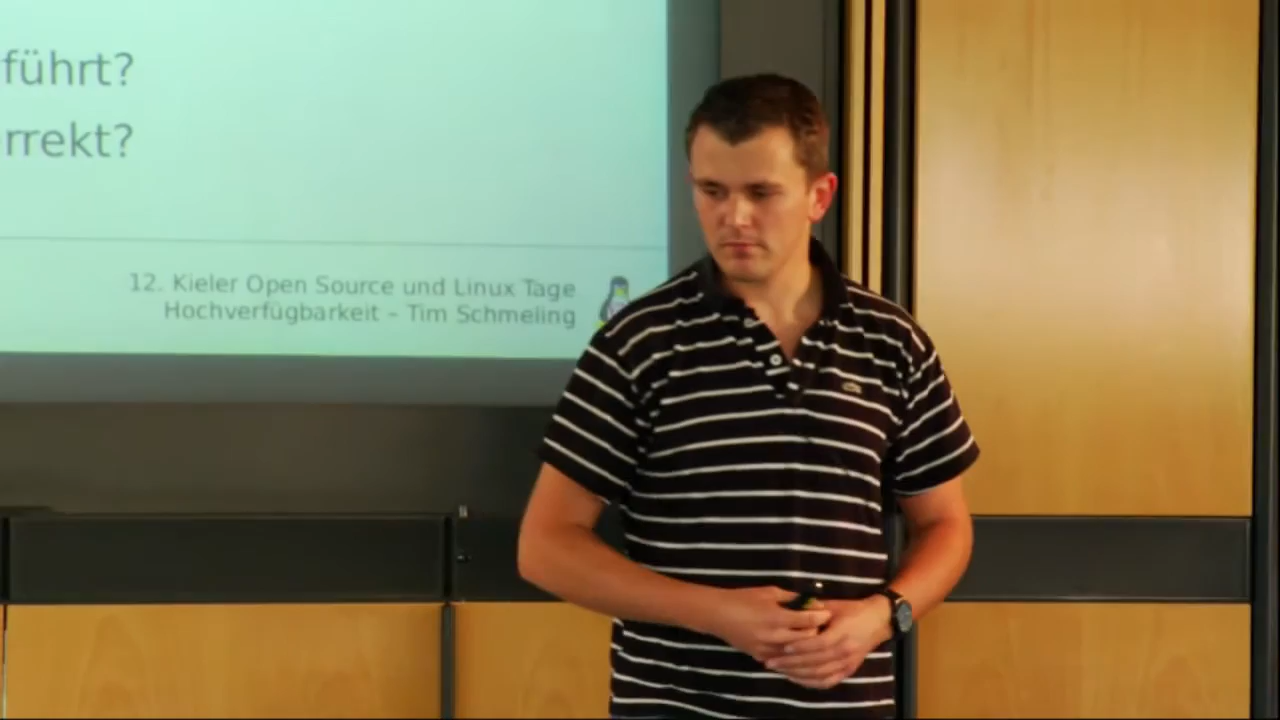 führt?
rrekt?
12. Kieler Open Source und Linux Tage
Hochverfügbarkeit – Tim Schmeling